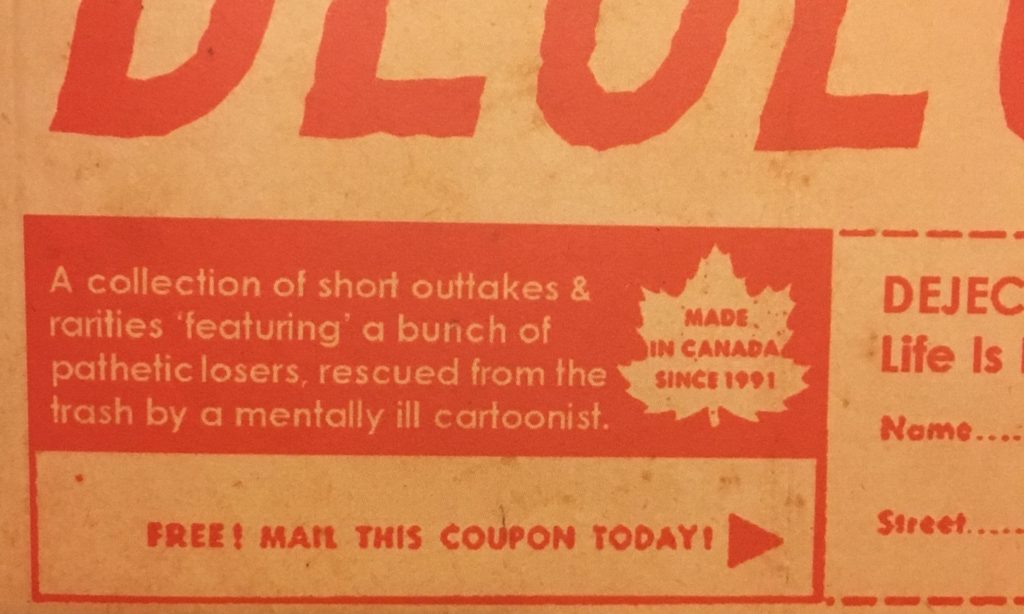 A collection of short outtakes &
rarities 'featuring' a bunch of
pathetic losers, rescued from the
trash by a mentally ill cartoonist.
MADE
IN CANADA
SINCE 1991
FREE! MAIL THIS COUPON TODAY!
DEJEC
Life Is
Name....
Street.....